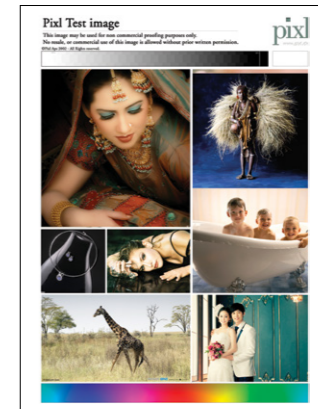 Pixl Test image
This image may be used for non commercial proofing purposes only.
No resale, or commercial use of this image is allowed without prior written permission.
pixl